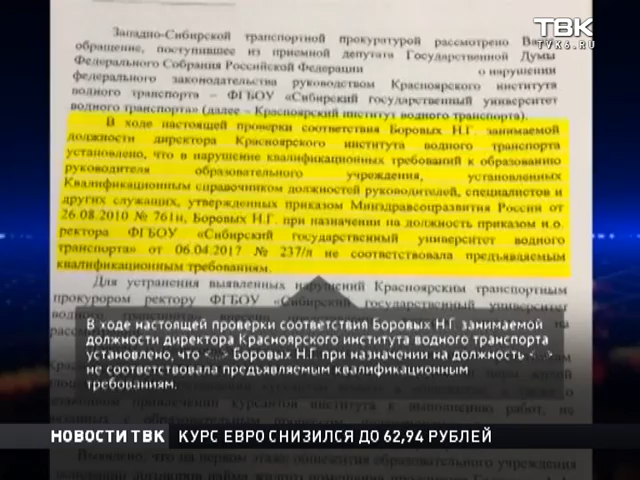 ТВК
TVK6.RU
Западно-Сибирской транспортной прокуратурой рассмотрено
обращение, поступившее из приемной депутата Государственной Думы
Федерального Собрания Российской Федерации о нарушении
федерального законодательства руководством Красноярского института
водного транспорта – ФГБОУ «Сибирский государственный университет
водного транспорта» (далее – Красноярский институт водного транспорта).
В ходе настоящей проверки соответствия Боровых Н.Г. занимаемой
должности директора Красноярского института водного транспорта
установлено, что в нарушение квалификационных требований к образованию
руководителя образовательного учреждения, установленных
Квалификационным справочником должностей руководителей, специалистов и
других служащих, утвержденных приказом Минздравсоцразвития России от
26.08.2010 № 761н, Боровых Н.Г. при назначении на должность приказом и.о.
ректора ФГБОУ «Сибирский государственный университет водного
транспорта» от 06.04.2017 № 237/л не соответствовала предъявляемым
квалификационным требованиям.
Для устранения выявленных нарушений Красноярским транспортным
прокурором ректору ФГБОУ «Сибирский государственный университет
В ходе настоящей проверки соответствия Боровых Н.Г. занимаемой
должности директора Красноярского института водного транспорта
установлено, что <...> Боровых Н.Г. при назначении на должность <...>
не соответствовала предъявляемым квалификационным
требованиям.
НОВОСТИ ТВК КУРС ЕВРО СНИЗИЛСЯ ДО 62,94 РУБЛЕЙ